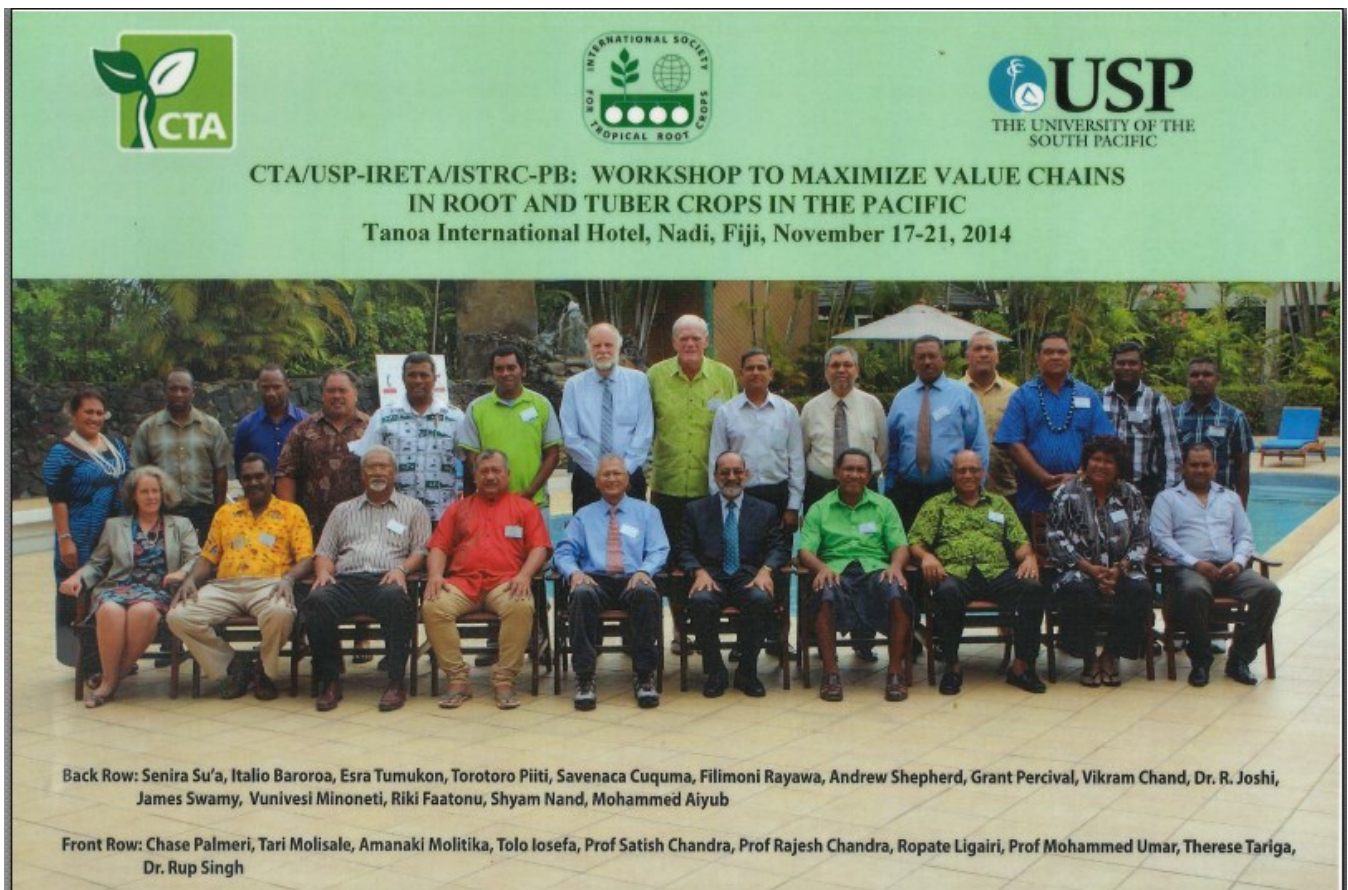 CTA
INTERNATIONAL SOCIETY
FOR TROPICAL ROOT CROPS
USP
THE UNIVERSITY OF THE
SOUTH PACIFIC
CTA/USP-IRETA/ISTRC-PB: WORKSHOP TO MAXIMIZE VALUE CHAINS
IN ROOT AND TUBER CROPS IN THE PACIFIC
Tanoa International Hotel, Nadi, Fiji, November 17-21, 2014
Back Row: Senira Su'a, Italio Baroroa, Esra Tumukon, Torotoro Piiti, Savenaca Cuquma, Filimoni Rayawa, Andrew Shepherd, Grant Percival, Vikram Chand, Dr. R. Joshi,
James Swamy, Vunivesi Minoneti, Riki Faatonu, Shyam Nand, Mohammed Aiyub
Front Row: Chase Palmeri, Tari Molisale, Amanaki Molitika, Tolo Iosefa, Prof Satish Chandra, Prof Rajesh Chandra, Ropate Ligairi, Prof Mohammed Umar, Therese Tariga,
Dr. Rup Singh